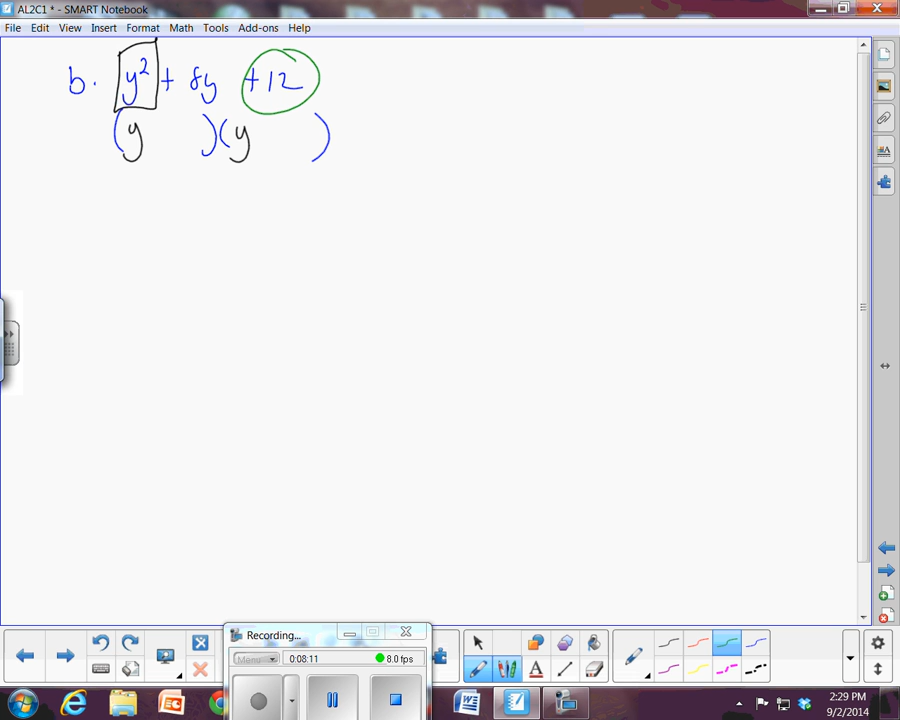 AL2C1 * - SMART Notebook
File Edit View Insert Format Math Tools Add-ons Help
b. y² + 8y + 12
(y )(y )
Recording...
Menu 0:08:11 8.0 fps
2:29 PM
9/2/2014